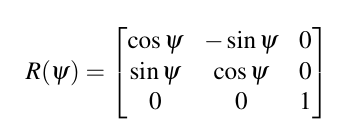 R(ψ) = [cos ψ  − sin ψ  0
sin ψ  cos ψ  0
0  0  1]